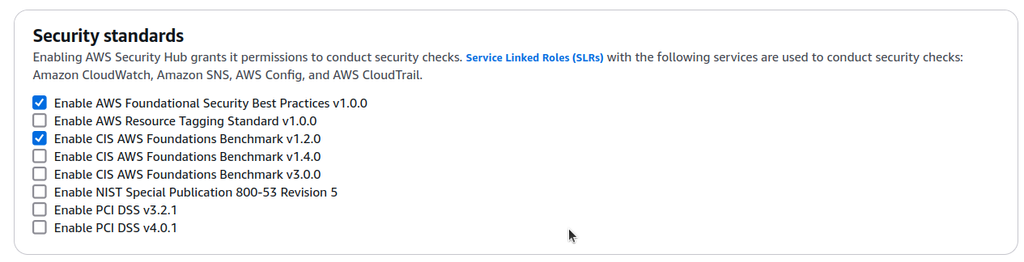 Security standards
Enabling AWS Security Hub grants it permissions to conduct security checks. Service Linked Roles (SLRs) with the following services are used to conduct security checks:
Amazon CloudWatch, Amazon SNS, AWS Config, and AWS CloudTrail.
Enable AWS Foundational Security Best Practices v1.0.0
Enable AWS Resource Tagging Standard v1.0.0
Enable CIS AWS Foundations Benchmark v1.2.0
Enable CIS AWS Foundations Benchmark v1.4.0
Enable CIS AWS Foundations Benchmark v3.0.0
Enable NIST Special Publication 800-53 Revision 5
Enable PCI DSS v3.2.1
Enable PCI DSS v4.0.1